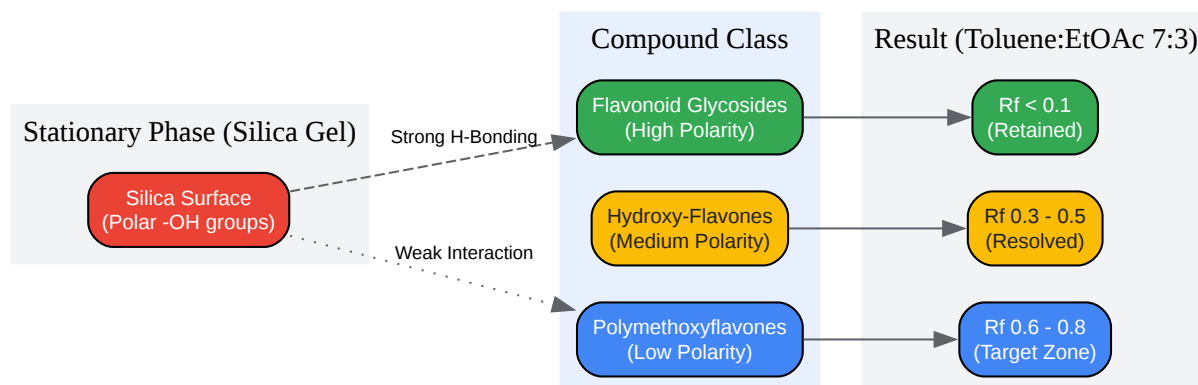 Stationary Phase (Silica Gel)
Silica Surface
(Polar -OH groups)
Strong H-Bonding
Weak Interaction
Compound Class
Flavonoid Glycosides
(High Polarity)
Hydroxy-Flavones
(Medium Polarity)
Polymethoxyflavones
(Low Polarity)
Result (Toluene:EtOAc 7:3)
Rf < 0.1
(Retained)
Rf 0.3 - 0.5
(Resolved)
Rf 0.6 - 0.8
(Target Zone)